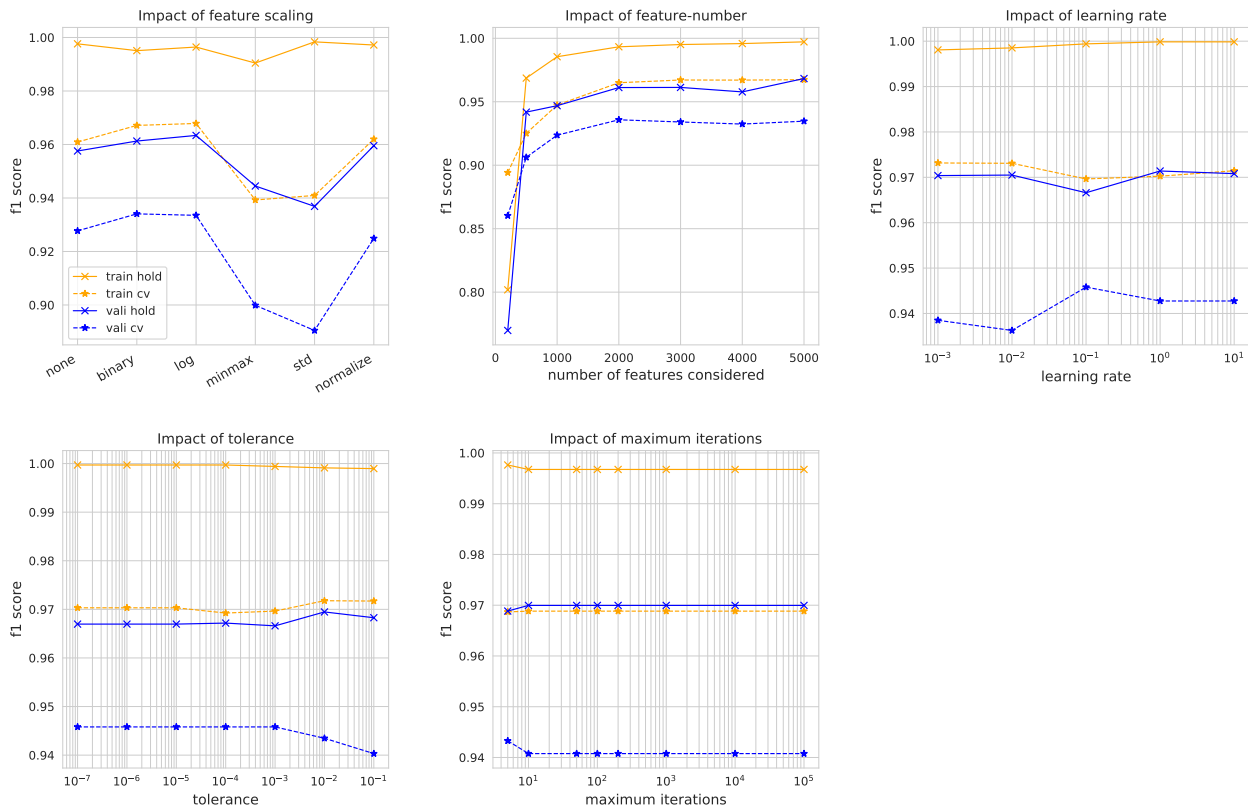 Impact of feature scaling
f1 score
1.00
0.98
0.96
0.94
0.92
0.90
train hold
train cv
vali hold
vali cv
none
binary
log
minmax
std
normalize
Impact of feature-number
f1 score
1.00
0.95
0.90
0.85
0.80
0
1000
2000
3000
4000
5000
number of features considered
Impact of learning rate
f1 score
1.00
0.99
0.98
0.97
0.96
0.95
0.94
10⁻³
10⁻²
10⁻¹
10⁰
10¹
learning rate
Impact of tolerance
f1 score
1.00
0.99
0.98
0.97
0.96
0.95
0.94
10⁻⁷
10⁻⁶
10⁻⁵
10⁻⁴
10⁻³
10⁻²
10⁻¹
tolerance
Impact of maximum iterations
f1 score
1.00
0.99
0.98
0.97
0.96
0.95
0.94
10¹
10²
10³
10⁴
10⁵
maximum iterations